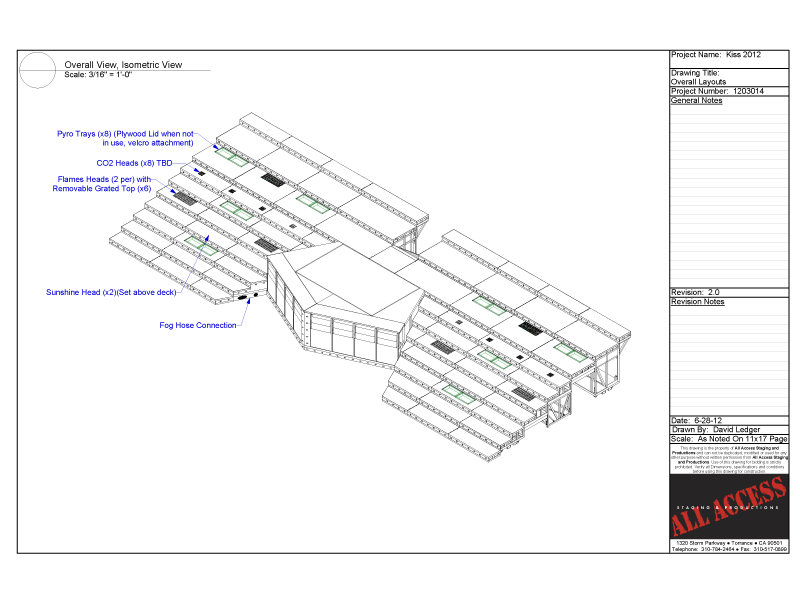 Overall View, Isometric View
Scale: 3/16" = 1'-0"
Pyro Trays (x8) (Plywood Lid when not
in use, velcro attachment)
CO2 Heads (x8) TBD
Flames Heads (2 per) with
Removable Grated Top (x6)
Sunshine Head (x2)(Set above deck)
Fog Hose Connection
Project Name: Kiss 2012
Drawing Title:
Overall Layouts
Project Number: 1203014
General Notes
Revision: 2.0
Revision Notes
Date: 6-28-12
Drawn By: David Ledger
Scale: As Noted On 11x17 Page
This drawing is the property of All Access Staging and
Productions and can not be duplicated, modified or used for any
other purpose without written permission from All Access Staging
and Productions. Use of this drawing for bidding is strictly
prohibited. Verify all Dimensions, specifications and conditions
before using this drawing for construction.
ALL ACCESS
STAGING & PRODUCTIONS
1320 Storm Parkway ● Torrance ● CA 90501
Telephone: 310-784-2464 ● Fax: 310-517-0899